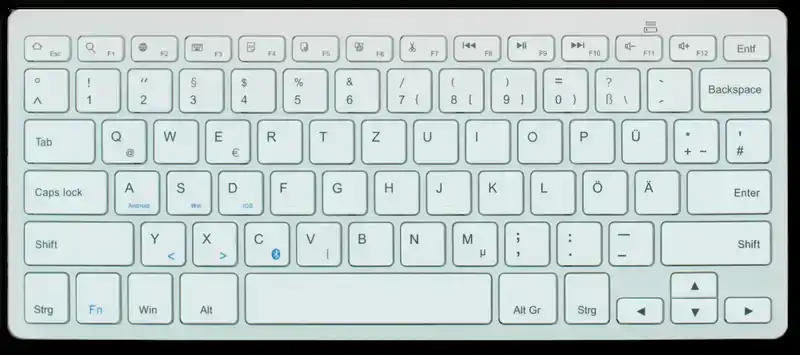 Esc F1 F2 F3 F4 F5 F6 F7 F8 F9 F10 F11 F12 Entf
° ! “ § $ % & / ( ) = ? `
^ 1 2 3 4 5 6 7 { 8 [ 9 ] 0 } ß \ ´ Backspace
Tab Q @ W E € R T Z U I O P Ü * + ~ ' #
Caps lock A Android S Win D iOS F G H J K L Ö Ä Enter
Shift Y < X > C V | B N M µ ; , : . _ - Shift
Strg Fn Win Alt Alt Gr Strg ◄ ▲ ▼ ►